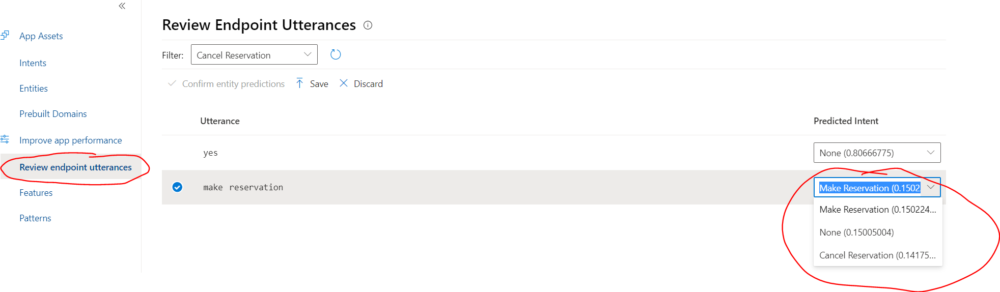 App Assets
Intents
Entities
Prebuilt Domains
Improve app performance
Review endpoint utterances
Features
Patterns
Review Endpoint Utterances
Filter: Cancel Reservation
Confirm entity predictions Save Discard
Utterance Predicted Intent
yes None (0.80666775)
make reservation Make Reservation (0.1502
Make Reservation (0.150224...
None (0.15005004)
Cancel Reservation (0.14175...